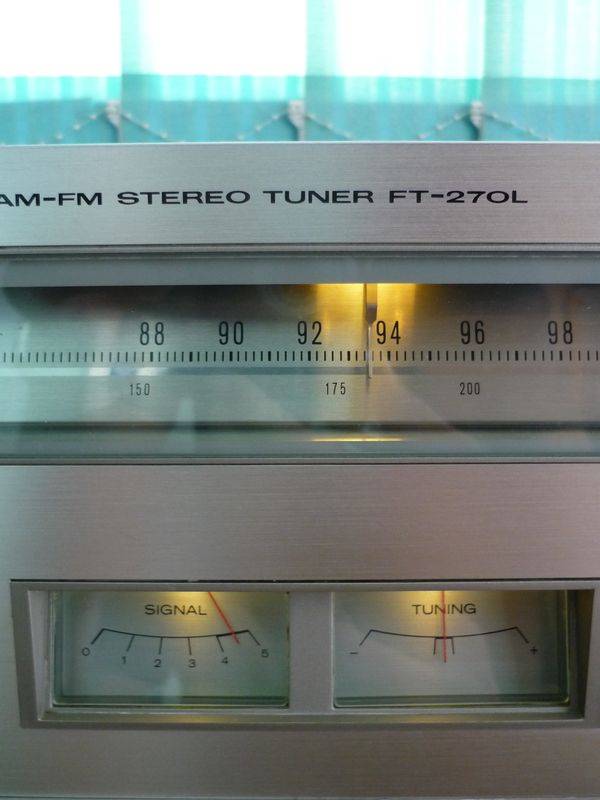 AM-FM STEREO TUNER FT-270L
88 90 92 94 96 98
150 175 200
SIGNAL
0 1 2 3 4 5
TUNING
- +